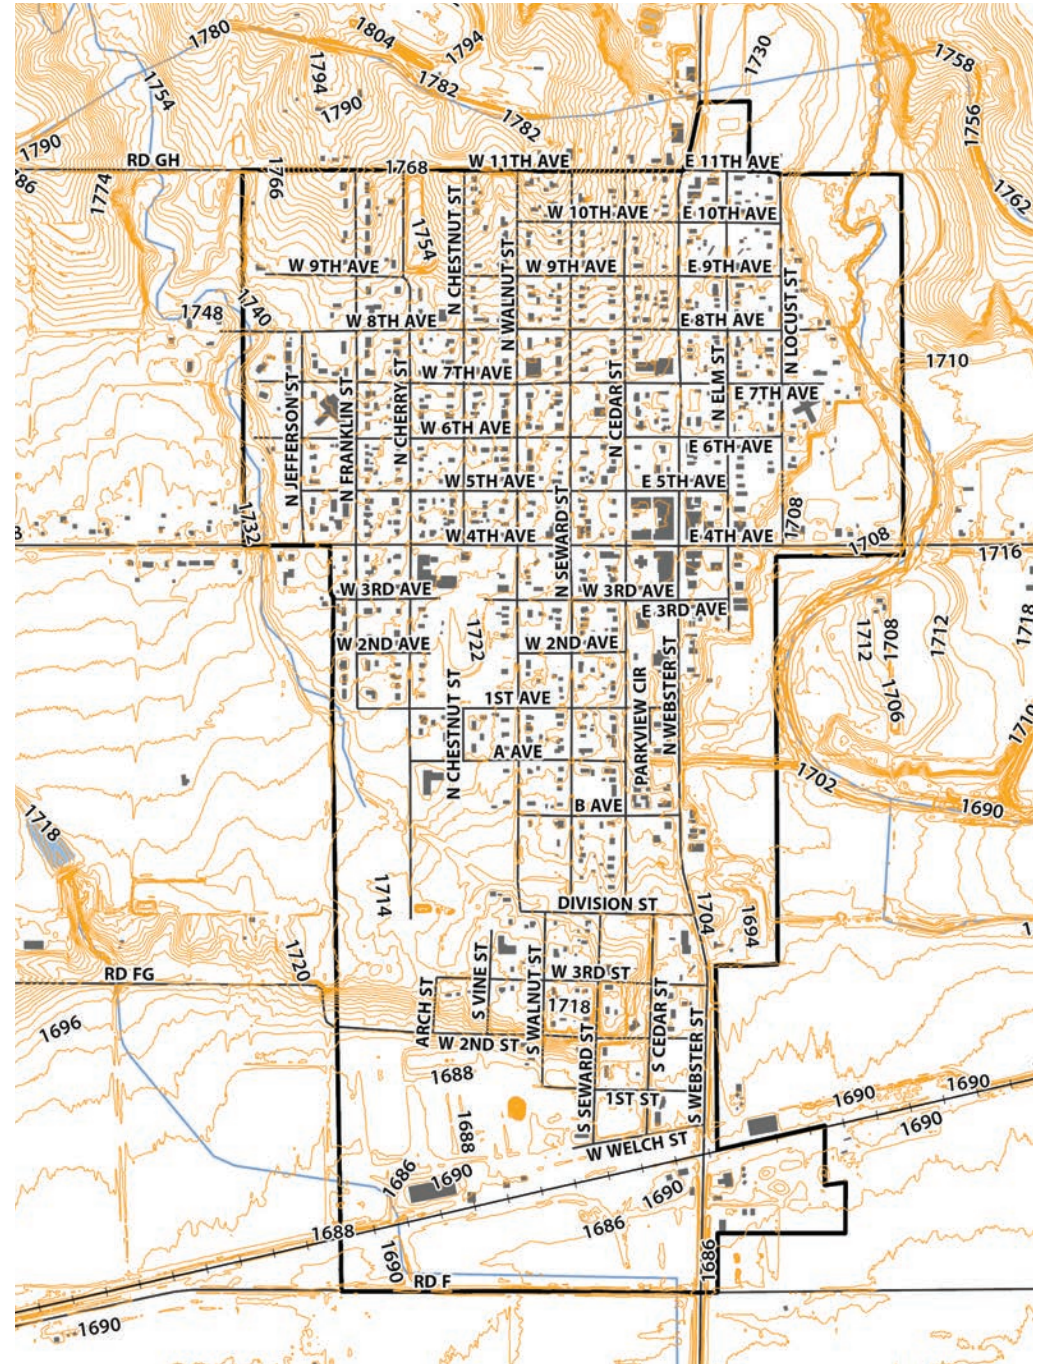 1780
1804
1794
1730
1758
1754
1794
1782
1790
1782
1756
1790
RD GH
1768
W 11TH AVE
E 11TH AVE
1766
1774
1762
W 10TH AVE
E 10TH AVE
1754
N CHESTNUT ST
N WALNUT ST
W 9TH AVE
W 9TH AVE
E 9TH AVE
N LOCUST ST
1748
1740
W 8TH AVE
E 8TH AVE
1710
W 7TH AVE
E 7TH AVE
N JEFFERSON ST
N FRANKLIN ST
N CHERRY ST
N CEDAR ST
N ELM ST
W 6TH AVE
E 6TH AVE
W 5TH AVE
E 5TH AVE
1732
N SEWARD ST
1708
W 4TH AVE
E 4TH AVE
1708
1716
W 3RD AVE
W 3RD AVE
E 3RD AVE
1722
W 2ND AVE
W 2ND AVE
1712
1708
1712
1718
1ST AVE
1706
N CHESTNUT ST
PARKVIEW CIR
N WEBSTER ST
A AVE
1702
B AVE
1690
1718
1714
DIVISION ST
1704
1694
1720
RD FG
S VINE ST
S WALNUT ST
W 3RD ST
ARCH ST
1718
S CEDAR ST
1696
W 2ND ST
S SEWARD ST
S WEBSTER ST
1688
1690
1690
1ST ST
1690
1688
W WELCH ST
1686
1690
1690
1688
1686
1690
1686
RD F
1690